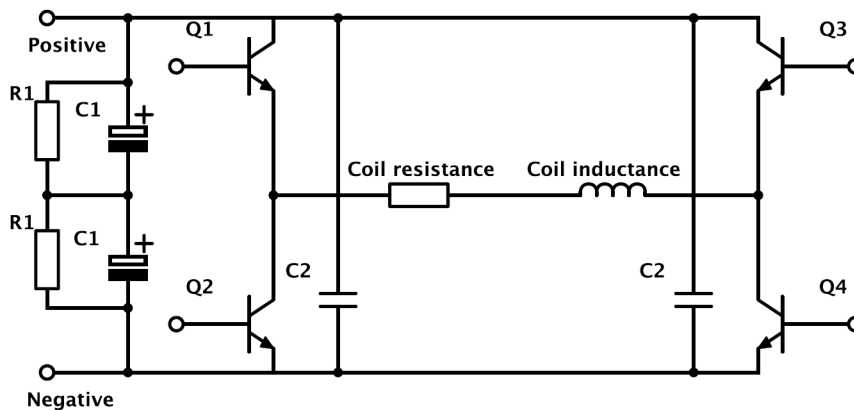 Positive
Q1
Q3
R1
C1
+
Coil resistance
Coil inductance
R1
C1
+
Q2
C2
C2
Q4
Negative